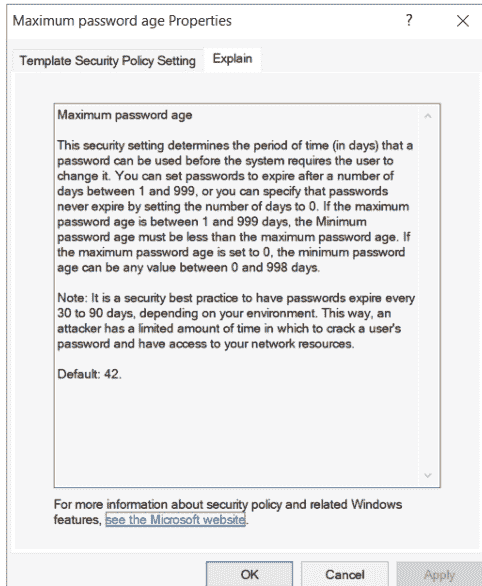 Maximum password age Properties
?
Template Security Policy Setting
Explain
Maximum password age
This security setting determines the period of time (in days) that a
password can be used before the system requires the user to
change it. You can set passwords to expire after a number of
days between 1 and 999, or you can specify that passwords
never expire by setting the number of days to 0. If the maximum
password age is between 1 and 999 days, the Minimum
password age must be less than the maximum password age. If
the maximum password age is set to 0, the minimum password
age can be any value between 0 and 998 days.
Note: It is a security best practice to have passwords expire every
30 to 90 days, depending on your environment. This way, an
attacker has a limited amount of time in which to crack a user's
password and have access to your network resources.
Default: 42.
For more information about security policy and related Windows
features, see the Microsoft website.
OK
Cancel
Apply